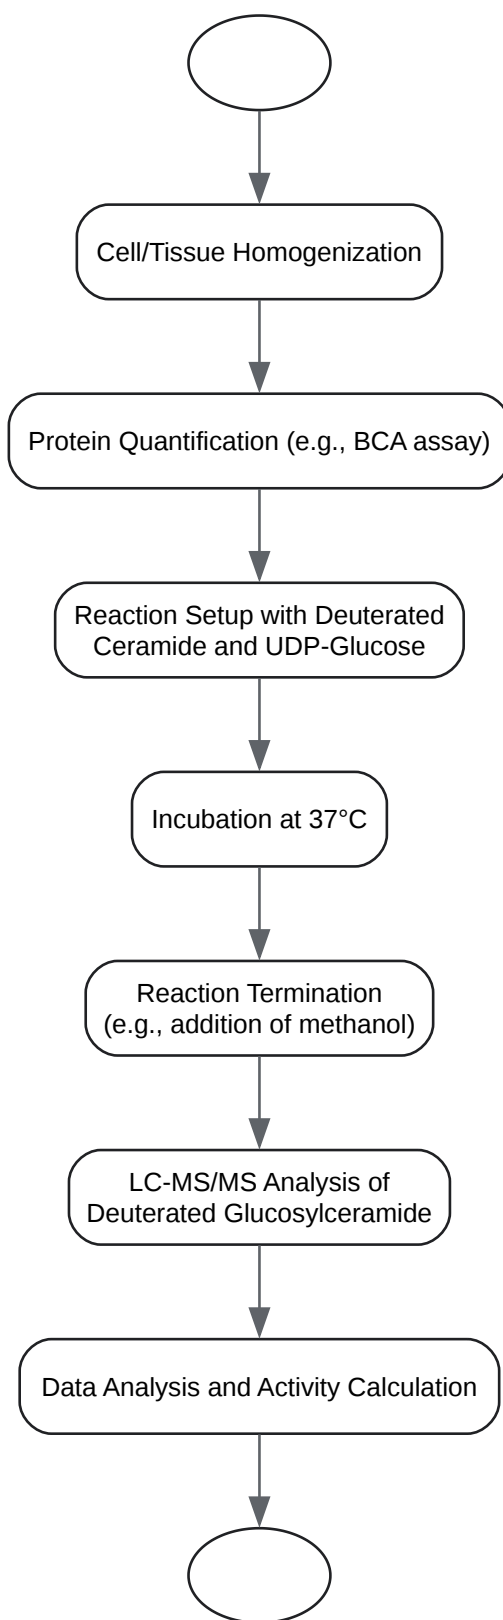 Cell/Tissue Homogenization
Protein Quantification (e.g., BCA assay)
Reaction Setup with Deuterated
Ceramide and UDP-Glucose
Incubation at 37°C
Reaction Termination
(e.g., addition of methanol)
LC-MS/MS Analysis of
Deuterated Glucosylceramide
Data Analysis and Activity Calculation